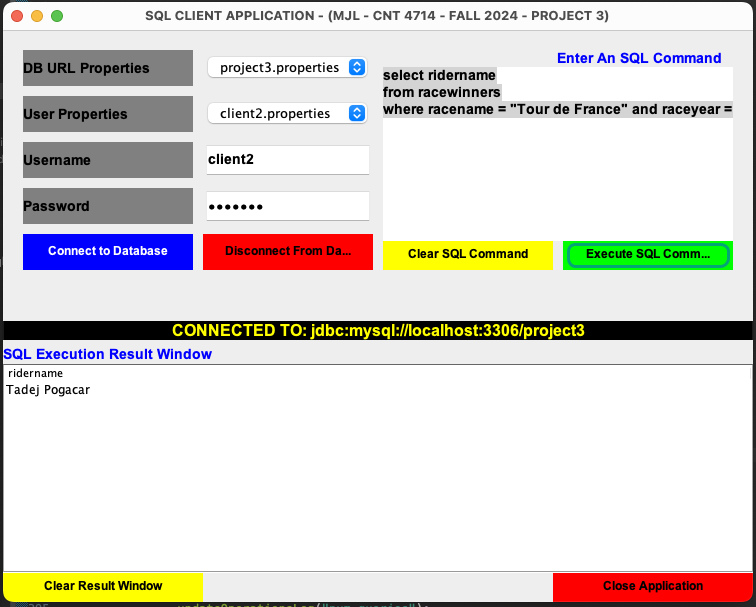 SQL CLIENT APPLICATION - (MJL - CNT 4714 - FALL 2024 - PROJECT 3)
Enter An SQL Command
DB URL Properties
project3.properties
User Properties
client2.properties
Username
client2
Password
•••••••
select ridername
from racewinners
where racename = "Tour de France" and raceyear =
Connect to Database
Disconnect From Da...
Clear SQL Command
Execute SQL Comm...
CONNECTED TO: jdbc:mysql://localhost:3306/project3
SQL Execution Result Window
ridername
Tadej Pogacar
Clear Result Window
Close Application